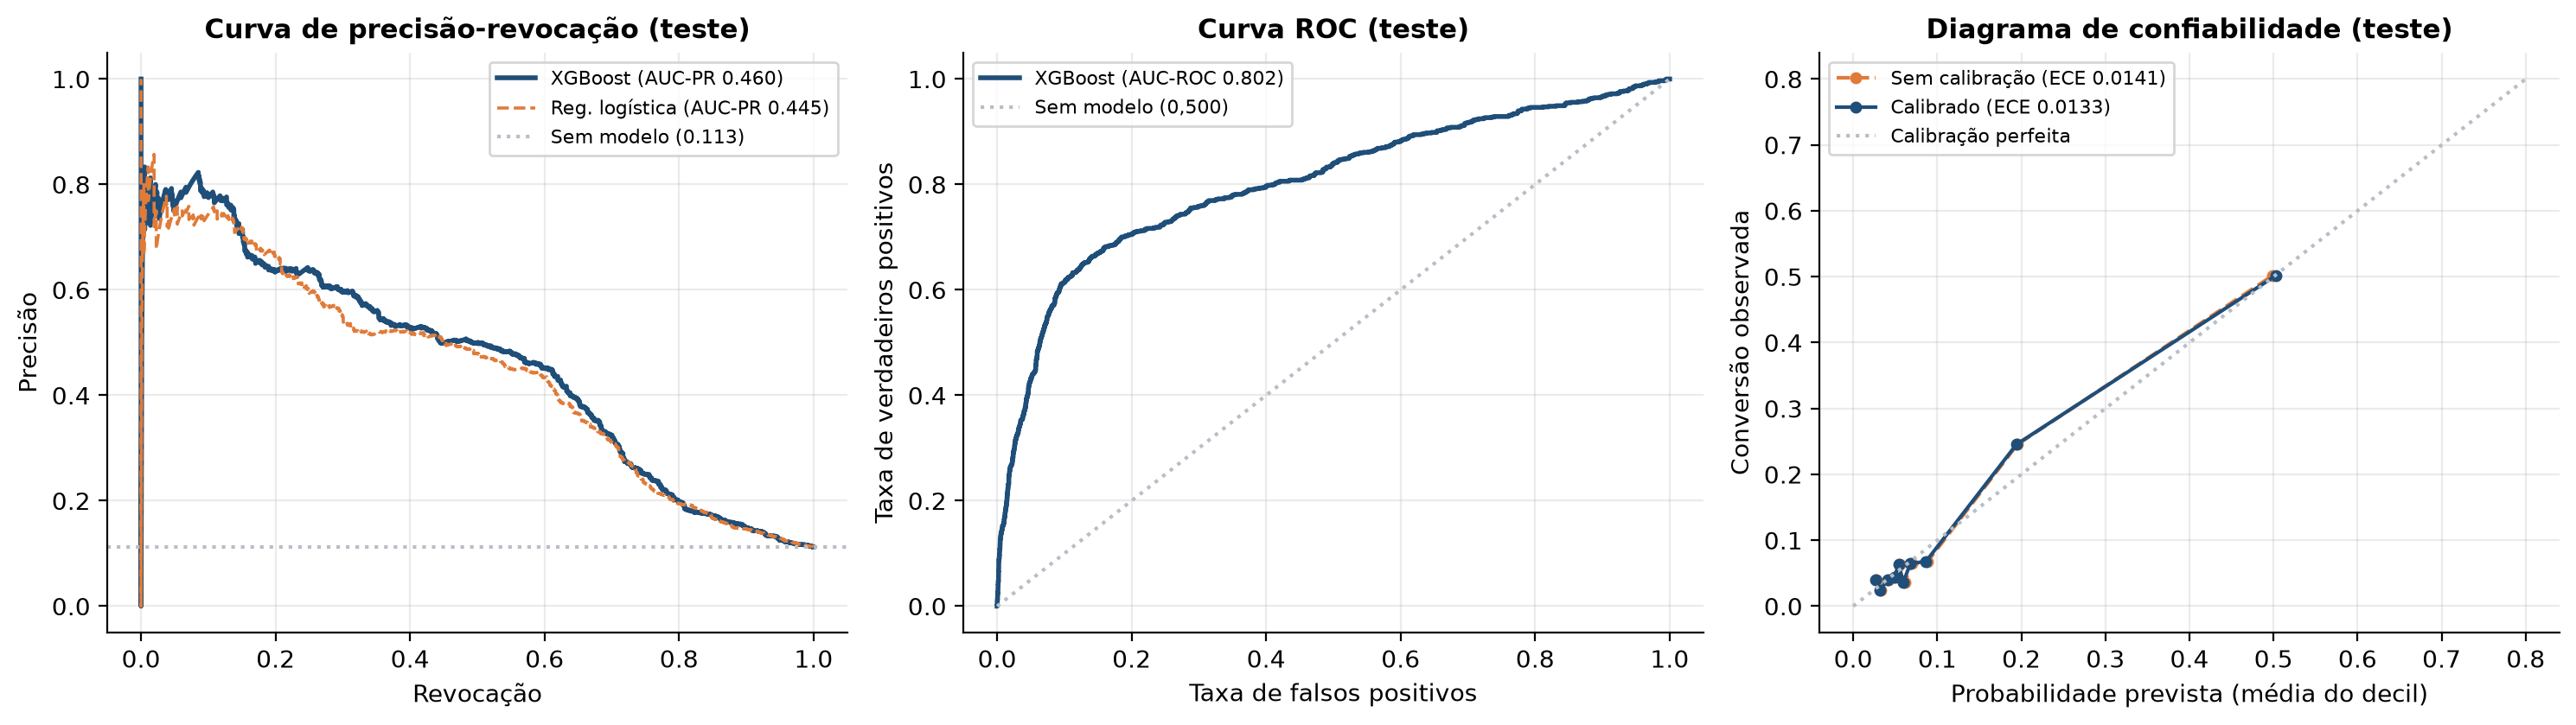 Curva de precisão-revocação (teste)
XGBoost (AUC-PR 0.460)
Reg. logística (AUC-PR 0.445)
Sem modelo (0.113)
Precisão
1.0
0.8
0.6
0.4
0.2
0.0
0.0 0.2 0.4 0.6 0.8 1.0
Revocação
Curva ROC (teste)
XGBoost (AUC-ROC 0.802)
Sem modelo (0,500)
Taxa de verdadeiros positivos
1.0
0.8
0.6
0.4
0.2
0.0
0.0 0.2 0.4 0.6 0.8 1.0
Taxa de falsos positivos
Diagrama de confiabilidade (teste)
Sem calibração (ECE 0.0141)
Calibrado (ECE 0.0133)
Calibração perfeita
Conversão observada
0.8
0.7
0.6
0.5
0.4
0.3
0.2
0.1
0.0
0.0 0.1 0.2 0.3 0.4 0.5 0.6 0.7 0.8
Probabilidade prevista (média do decil)